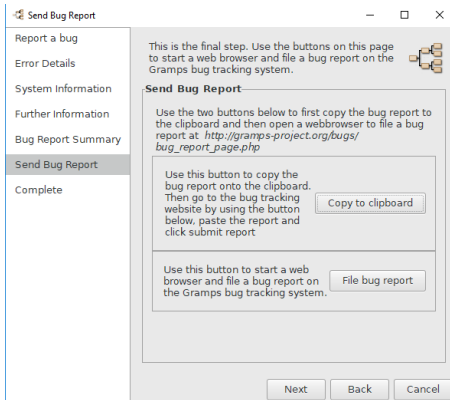 Send Bug Report
Report a bug
Error Details
System Information
Further Information
Bug Report Summary
Send Bug Report
Complete
This is the final step. Use the buttons on this page
to start a web browser and file a bug report on the
Gramps bug tracking system.
Send Bug Report
Use the two buttons below to first copy the bug report to
the clipboard and then open a webbrowser to file a bug
report at http://gramps-project.org/bugs/
bug_report_page.php
Use this button to copy the
bug report onto the clipboard.
Then go to the bug tracking
website by using the button
below, paste the report and
click submit report
Copy to clipboard
Use this button to start a web
browser and file a bug report on
the Gramps bug tracking system.
File bug report
Next
Back
Cancel